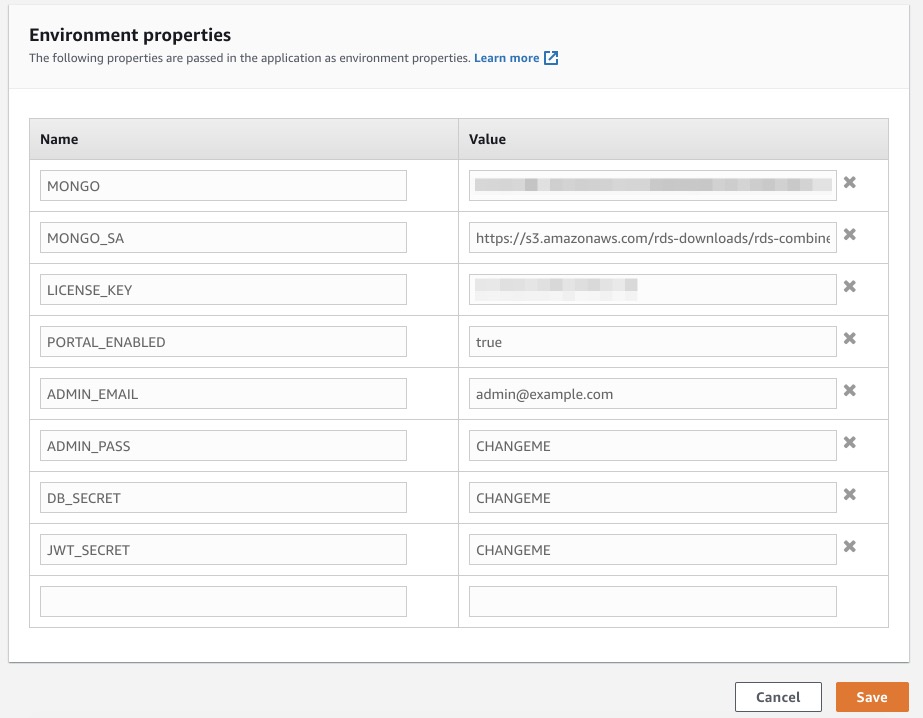 Environment properties
The following properties are passed in the application as environment properties. Learn more
Name Value
MONGO
MONGO_SA https://s3.amazonaws.com/rds-downloads/rds-combine
LICENSE_KEY
PORTAL_ENABLED true
ADMIN_EMAIL admin@example.com
ADMIN_PASS CHANGEME
DB_SECRET CHANGEME
JWT_SECRET CHANGEME
Cancel Save